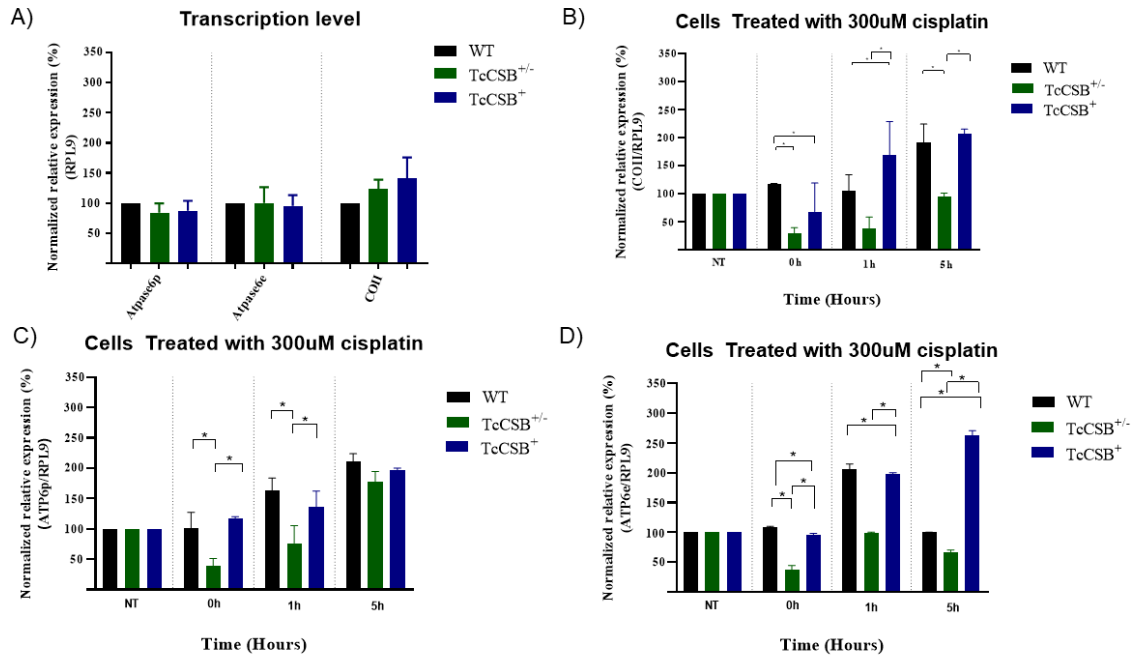 A)
Transcription level
Normalized relative expression (%)
(RPL9)
350
300
250
200
150
100
50
Atpase6p
Atpase6e
COII
WT
TcCSB+/-
TcCSB+
B)
Cells Treated with 300uM cisplatin
Normalized relative expression (%)
(COII/RPL9)
350
300
250
200
150
100
50
NT
0h
1h
5h
Time (Hours)
WT
TcCSB+/-
TcCSB+
C)
Cells Treated with 300uM cisplatin
Normalized relative expression (%)
(ATP6p/RPL9)
350
300
250
200
150
100
50
*
*
*
*
NT
0h
1h
5h
Time (Hours)
WT
TcCSB+/-
TcCSB+
D)
Cells Treated with 300uM cisplatin
Normalized relative expression (%)
(ATP6e/RPL9)
350
300
250
200
150
100
50
*
*
*
*
*
*
*
*
NT
0h
1h
5h
Time (Hours)
WT
TcCSB+/-
TcCSB+